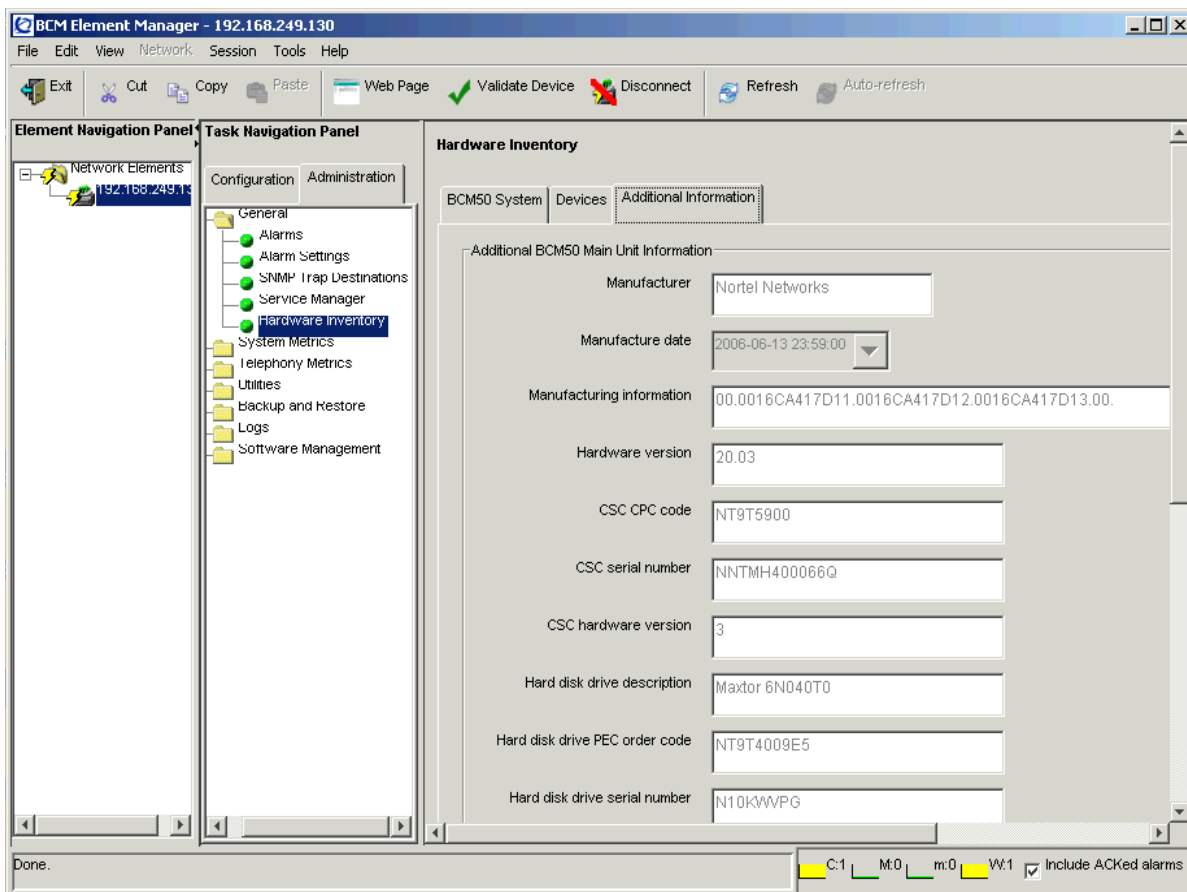 BCM Element Manager - 192.168.249.130
File Edit View Network Session Tools Help
Exit Cut Copy Paste Web Page Validate Device Disconnect Refresh Auto-refresh
Element Navigation Panel
Network Elements
192.168.249.13
Task Navigation Panel
Configuration Administration
General
Alarms
Alarm Settings
SNMP Trap Destinations
Service Manager
Hardware Inventory
System Metrics
Telephony Metrics
Utilities
Backup and Restore
Logs
Software Management
Hardware Inventory
BCM50 System Devices Additional Information
Additional BCM50 Main Unit Information
Manufacturer Nortel Networks
Manufacture date 2006-06-13 23:59:00
Manufacturing information 00.0016CA417D11.0016CA417D12.0016CA417D13.00.
Hardware version 20.03
CSC CPC code NT9T5900
CSC serial number NNTMH400066Q
CSC hardware version 3
Hard disk drive description Maxtor 6N040T0
Hard disk drive PEC order code NT9T4009E5
Hard disk drive serial number N10KWVPG
Done.
C:1 M:0 m:0 W:1 Include ACKed alarms